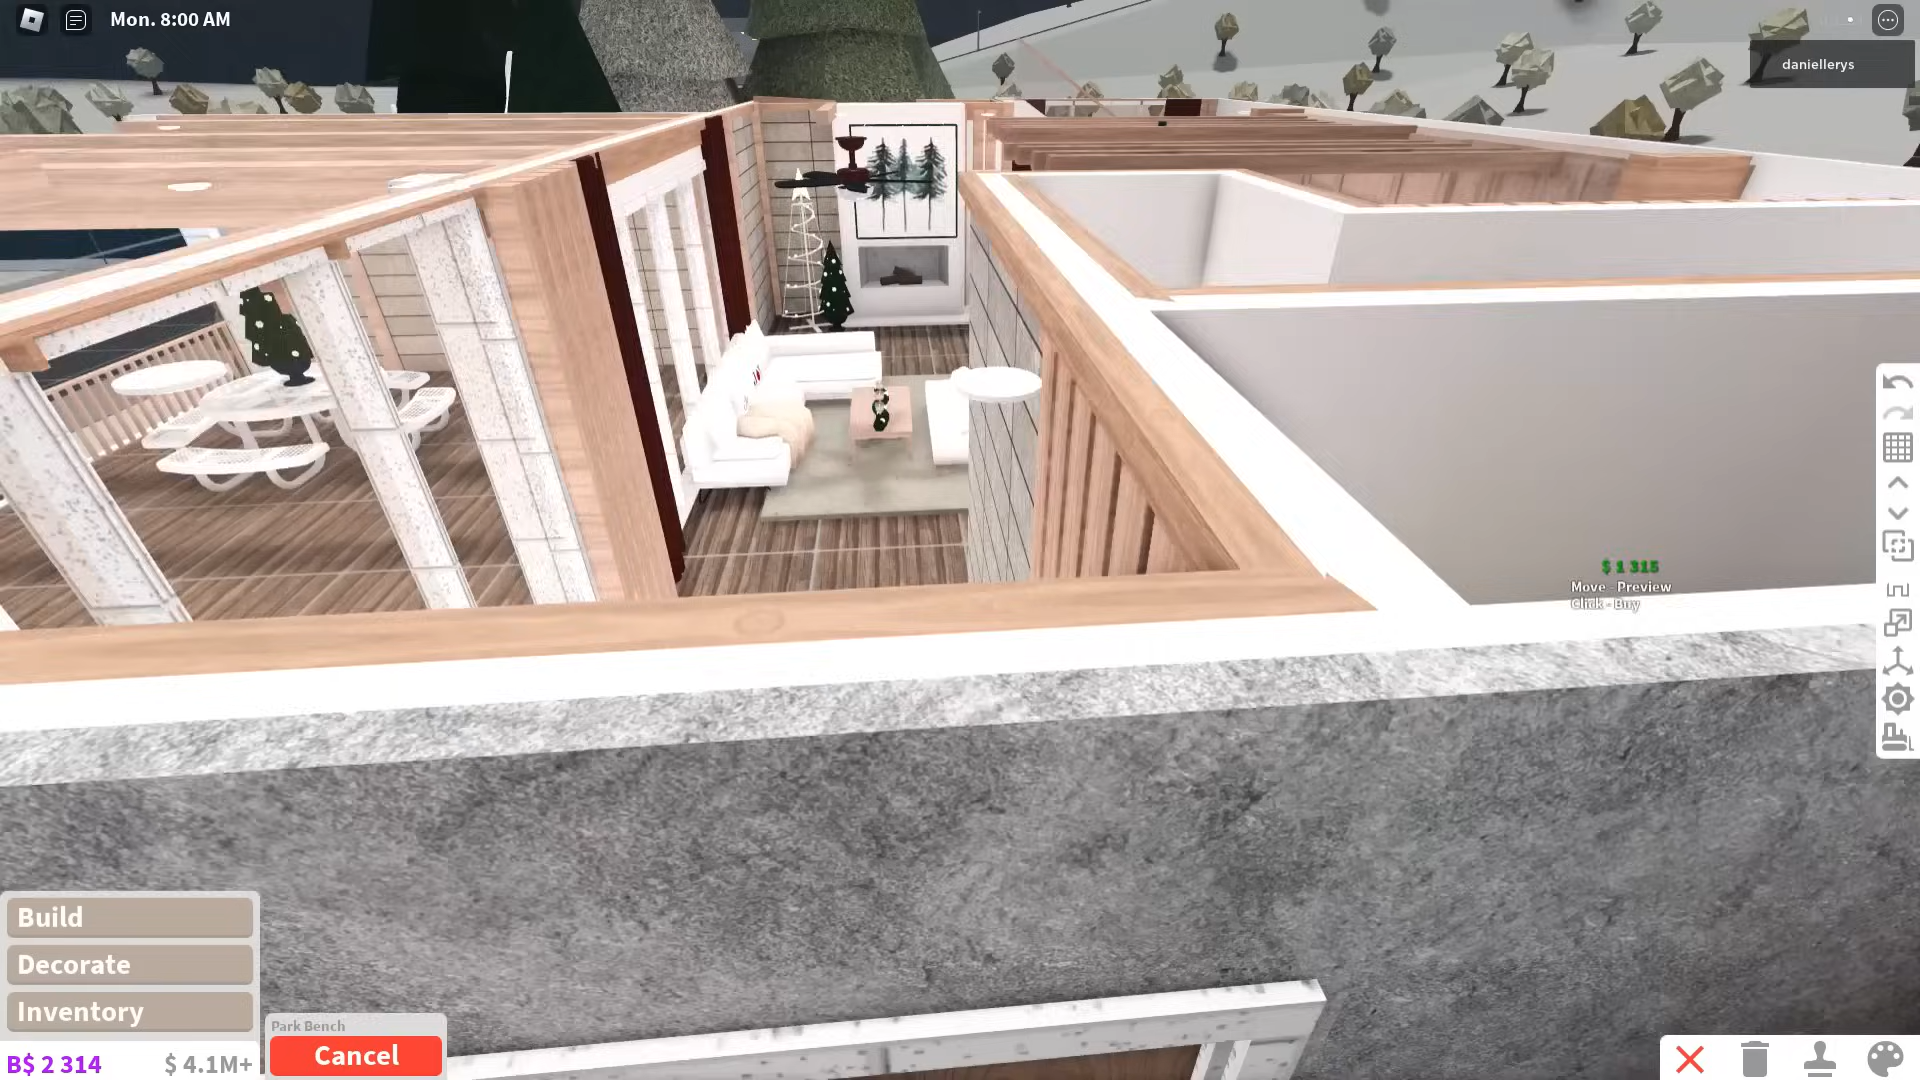 Mon. 8:00 AM
daniellerys
$ 1 315
Move - Preview
Click - Buy
Build
Decorate
Inventory
Park Bench
Cancel
B$ 2 314
$ 4.1M+